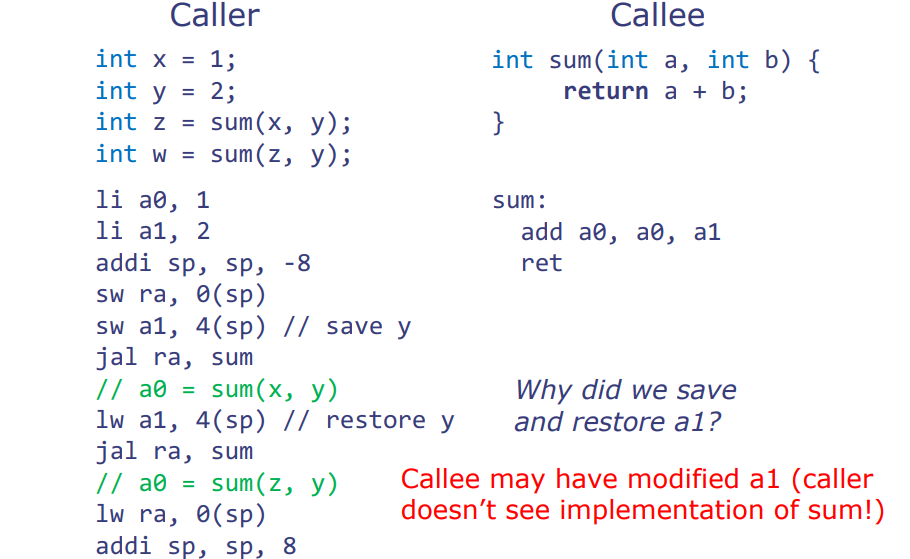 Caller
int x = 1;
int y = 2;
int z = sum(x, y);
int w = sum(z, y);
li a0, 1
li a1, 2
addi sp, sp, -8
sw ra, 0(sp)
sw a1, 4(sp) // save y
jal ra, sum
// a0 = sum(x, y)
lw a1, 4(sp) // restore y
jal ra, sum
// a0 = sum(z, y)
lw ra, 0(sp)
addi sp, sp, 8
Callee
int sum(int a, int b) {
return a + b;
}
sum:
add a0, a0, a1
ret
Why did we save
and restore a1?
Callee may have modified a1 (caller
doesn’t see implementation of sum!)